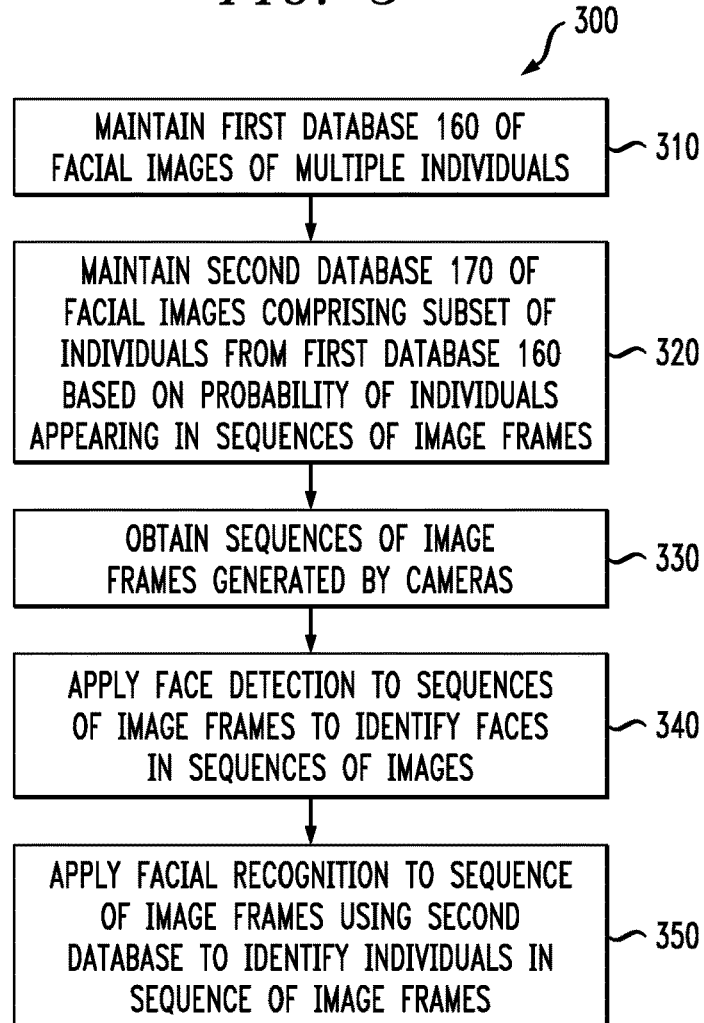 300
MAINTAIN FIRST DATABASE 160 OF
FACIAL IMAGES OF MULTIPLE INDIVIDUALS
310
MAINTAIN SECOND DATABASE 170 OF
FACIAL IMAGES COMPRISING SUBSET OF
INDIVIDUALS FROM FIRST DATABASE 160
BASED ON PROBABILITY OF INDIVIDUALS
APPEARING IN SEQUENCES OF IMAGE FRAMES
320
OBTAIN SEQUENCES OF IMAGE
FRAMES GENERATED BY CAMERAS
330
APPLY FACE DETECTION TO SEQUENCES
OF IMAGE FRAMES TO IDENTIFY FACES
IN SEQUENCES OF IMAGES
340
APPLY FACIAL RECOGNITION TO SEQUENCE
OF IMAGE FRAMES USING SECOND
DATABASE TO IDENTIFY INDIVIDUALS IN
SEQUENCE OF IMAGE FRAMES
350